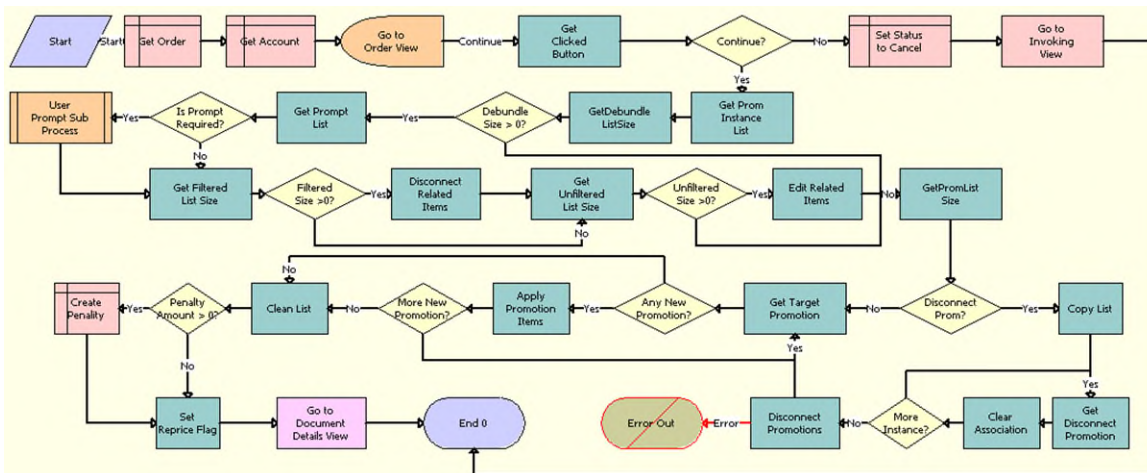 Start
Start
Get Order
Get Account
Go to
Order View
Continue
Get
Clicked
Button
Continue?
No
Set Status
to Cancel
Go to
Invoking
View
Yes
User
Prompt Sub
Process
Yes
Is Prompt
Required?
Get Prompt
List
Yes
Debundle
Size > 0?
GetDebundle
ListSize
Get Prom
Instance
List
No
Get Filtered
List Size
Filtered
Size >0?
Yes
Disconnect
Related
Items
Get
Unfiltered
List Size
Unfiltered
Size >0?
Yes
Edit Related
Items
No
GetPromList
Size
No
No
Create
Penality
Yes
Penalty
Amount > 0?
Clean List
No
More New
Promotion?
Apply
Promotion
Items
Yes
Any New
Promotion?
Get Target
Promotion
No
Disconnect
Prom?
Yes
Copy List
Yes
No
Yes
Set
Reprice Flag
Go to
Document
Details View
End 0
Error Out
Error
Disconnect
Promotions
No
More
Instance?
Clear
Association
Get
Disconnect
Promotion